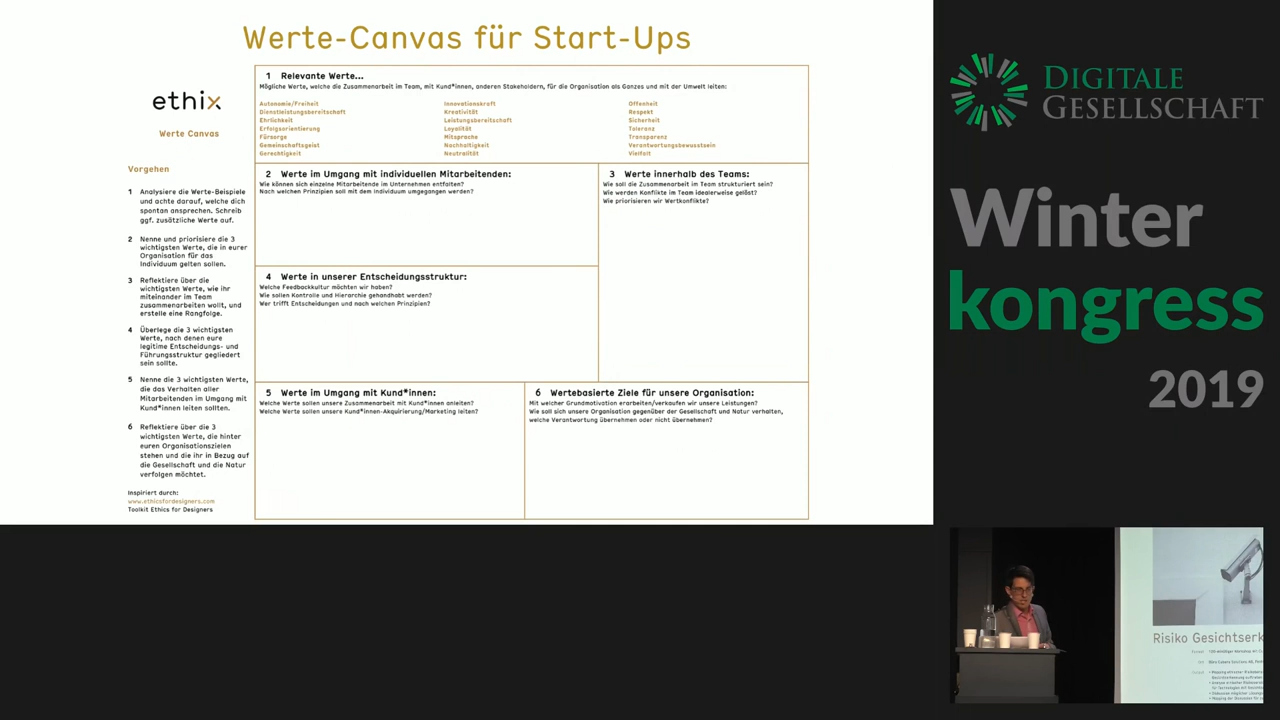 Werte-Canvas für Start-Ups
ethix
Werte Canvas
Vorgehen
1 Analysiere die Werte-Beispiele
und achte darauf, welche dich
spontan ansprechen. Schreib
ggf. zusätzliche Werte auf.
2 Nenne und priorisiere die 3
wichtigsten Werte, die in eurer
Organisation für das
Individuum gelten sollen.
3 Reflektiere über die
wichtigsten Werte, wie ihr
miteinander im Team
zusammenarbeiten wollt, und
erstelle eine Rangfolge.
4 Überlege die 3 wichtigsten
Werte, nach denen eure
legitime Entscheidungs- und
Führungsstruktur gegliedert
sein sollte.
5 Nenne die 3 wichtigsten Werte,
die das Verhalten aller
Mitarbeitenden im Umgang mit
Kund*innen leiten sollten.
6 Reflektiere über die 3
wichtigsten Werte, die hinter
euren Organisationszielen
stehen und die ihr in Bezug auf
die Gesellschaft und die Natur
verfolgen möchtet.
Inspiriert durch:
www.ethicsfordesigners.com
Toolkit Ethics for Designers
1 Relevante Werte...
Mögliche Werte, welche die Zusammenarbeit im Team, mit Kund*innen, anderen Stakeholdern, für die Organisation als Ganzes und mit der Umwelt leiten:
Autonomie/Freiheit
Dienstleistungsbereitschaft
Ehrlichkeit
Erfolgsorientierung
Fürsorge
Gemeinschaftsgeist
Gerechtigkeit
Innovationskraft
Kreativität
Leistungsbereitschaft
Loyalität
Mitsprache
Nachhaltigkeit
Neutralität
Offenheit
Respekt
Sicherheit
Toleranz
Transparenz
Verantwortungsbewusstsein
Vielfalt
2 Werte im Umgang mit individuellen Mitarbeitenden:
Wie können sich einzelne Mitarbeitende im Unternehmen entfalten?
Nach welchen Prinzipien soll mit dem Individuum umgegangen werden?
3 Werte innerhalb des Teams:
Wie soll die Zusammenarbeit im Team strukturiert sein?
Wie werden Konflikte im Team idealerweise gelöst?
Wie priorisieren wir Wertkonflikte?
4 Werte in unserer Entscheidungsstruktur:
Welche Feedbackkultur möchten wir haben?
Wie sollen Kontrolle und Hierarchie gehandhabt werden?
Wer trifft Entscheidungen und nach welchen Prinzipien?
5 Werte im Umgang mit Kund*innen:
Welche Werte sollen unsere Zusammenarbeit mit Kund*innen anleiten?
Welche Werte sollen unsere Kund*innen-Akquirierung/Marketing leiten?
6 Wertebasierte Ziele für unsere Organisation:
Mit welcher Grundmotivation erarbeiten/verkaufen wir unsere Leistungen?
Wie soll sich unsere Organisation gegenüber der Gesellschaft und Natur verhalten,
welche Verantwortung übernehmen oder nicht übernehmen?
DIGITALE
GESELLSCHAFT
Winter
kongress
2019
Risiko Gesichtserk